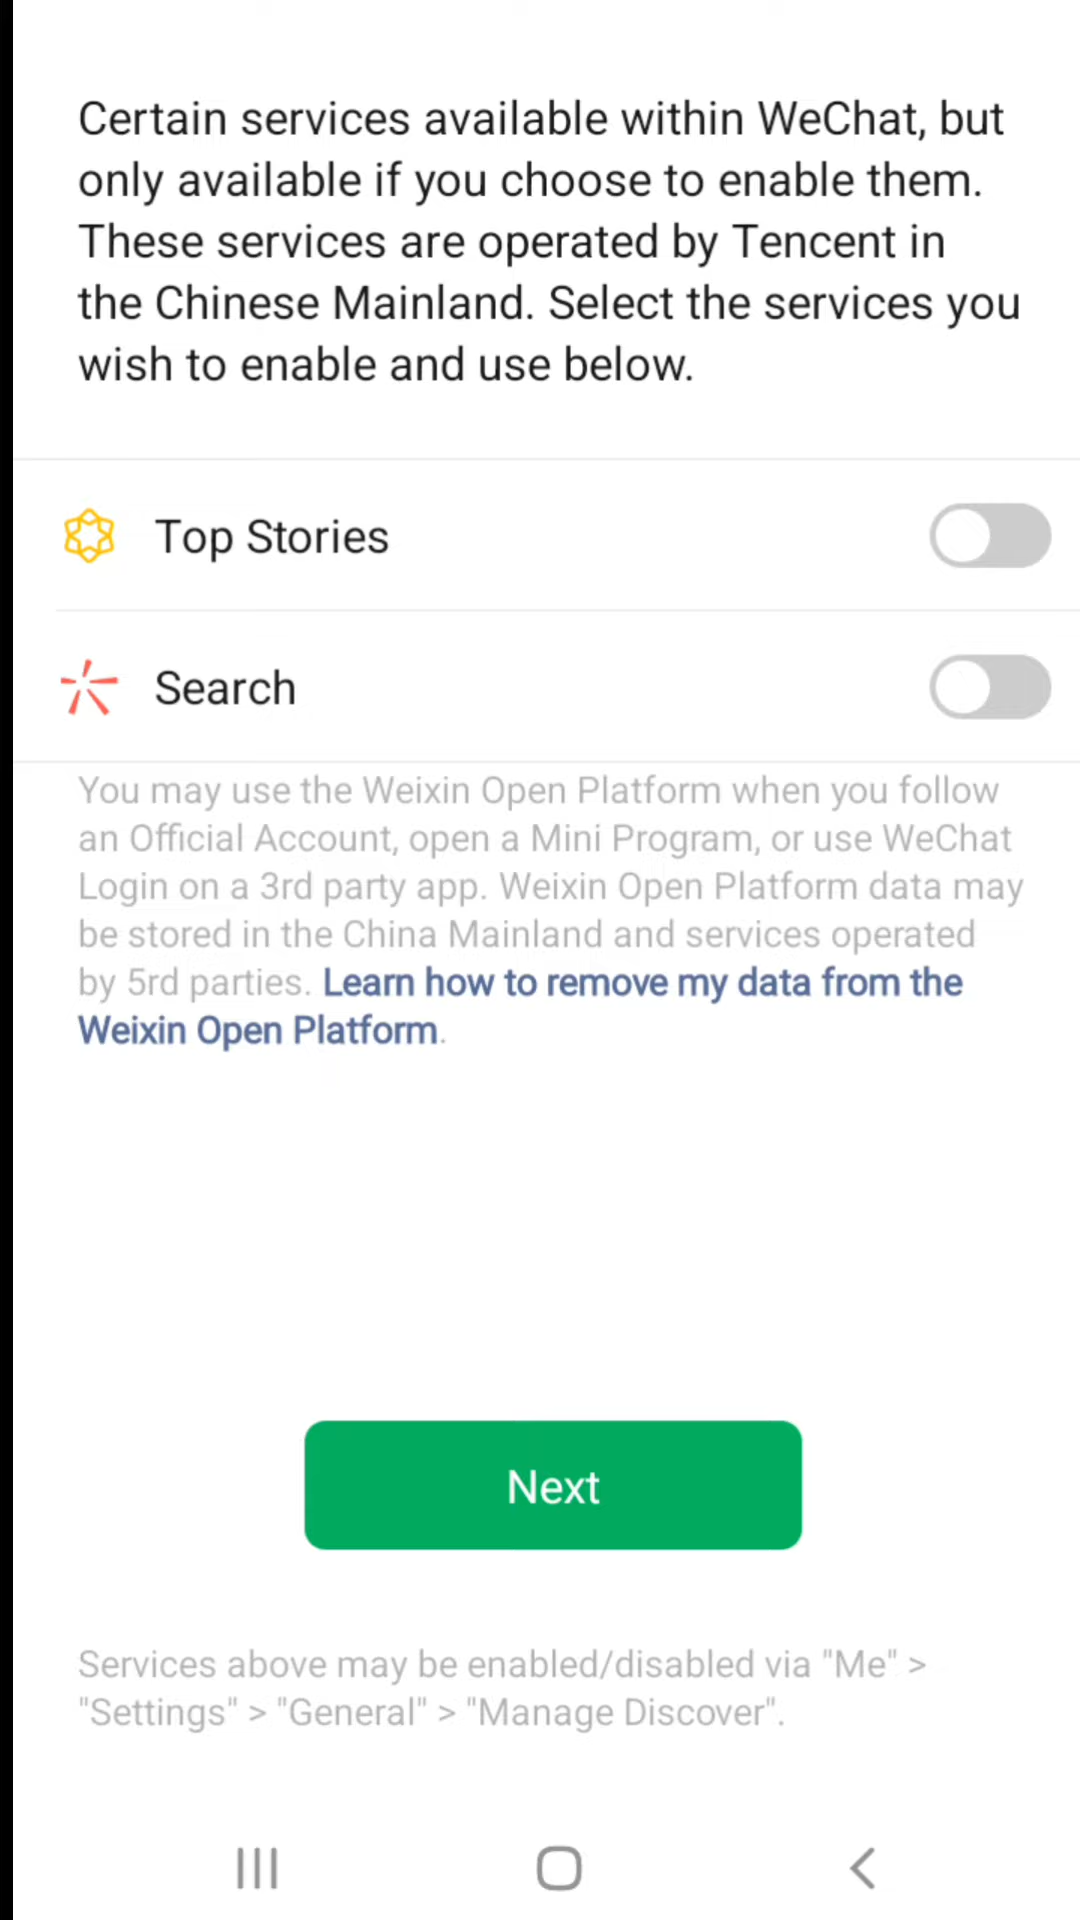 Certain services available within WeChat, but
only available if you choose to enable them.
These services are operated by Tencent in
the Chinese Mainland. Select the services you
wish to enable and use below.
Top Stories
Search
You may use the Weixin Open Platform when you follow
an Official Account, open a Mini Program, or use WeChat
Login on a 3rd party app. Weixin Open Platform data may
be stored in the China Mainland and services operated
by 5rd parties. Learn how to remove my data from the
Weixin Open Platform.
Next
Services above may be enabled/disabled via "Me" >
"Settings" > "General" > "Manage Discover".